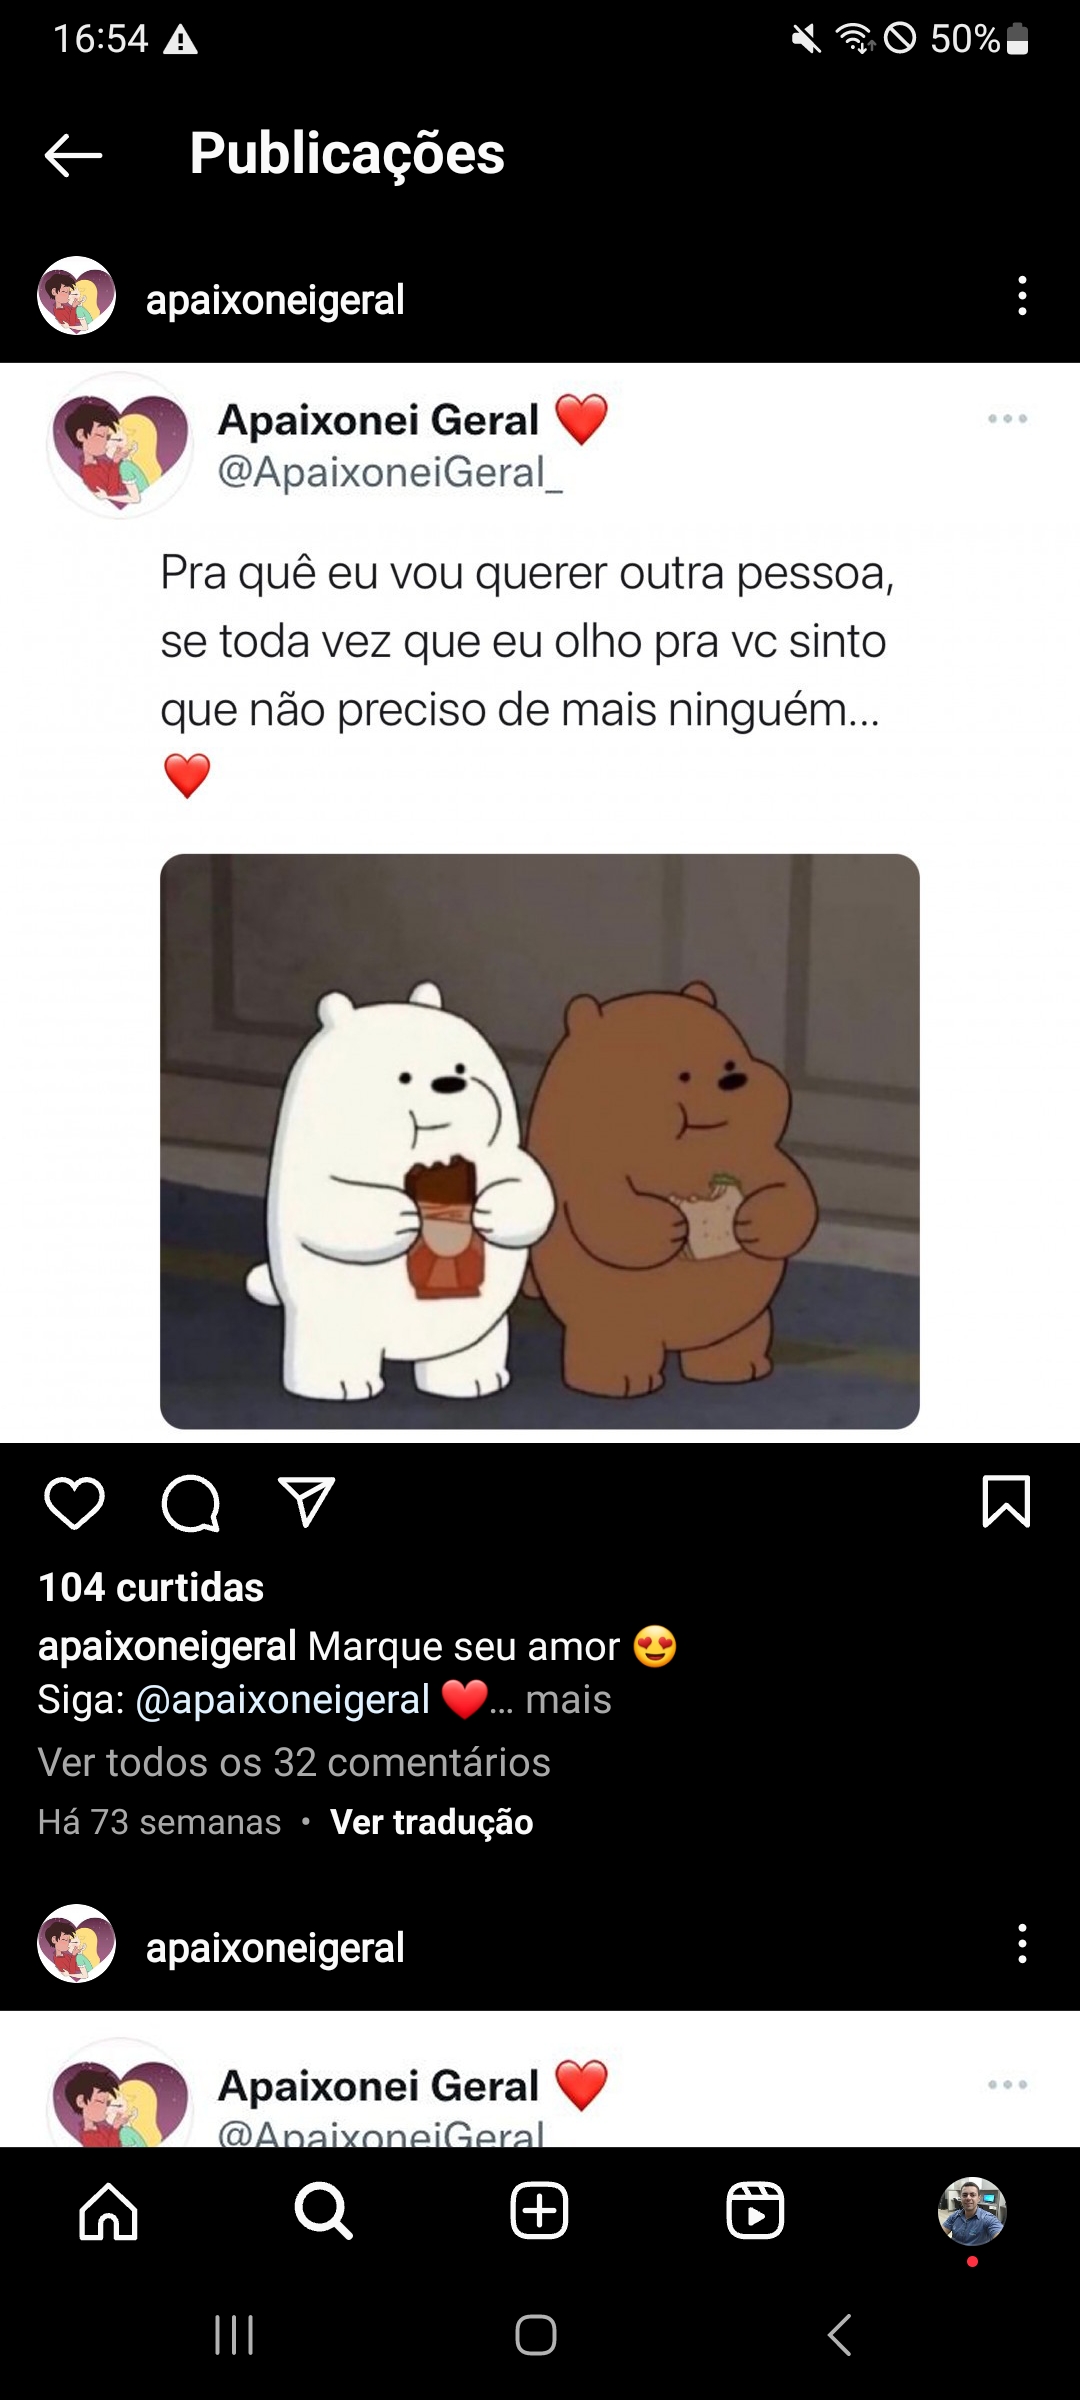 16:54
50%
Publicações
apaixoneigeral
Apaixonei Geral ❤️
@ApaixoneiGeral_
Pra quê eu vou querer outra pessoa,
se toda vez que eu olho pra vc sinto
que não preciso de mais ninguém...
❤️
104 curtidas
apaixoneigeral Marque seu amor 😍
Siga: @apaixoneigeral ❤️... mais
Ver todos os 32 comentários
Há 73 semanas • Ver tradução
apaixoneigeral
Apaixonei Geral ❤️
@ApaixoneiGeral